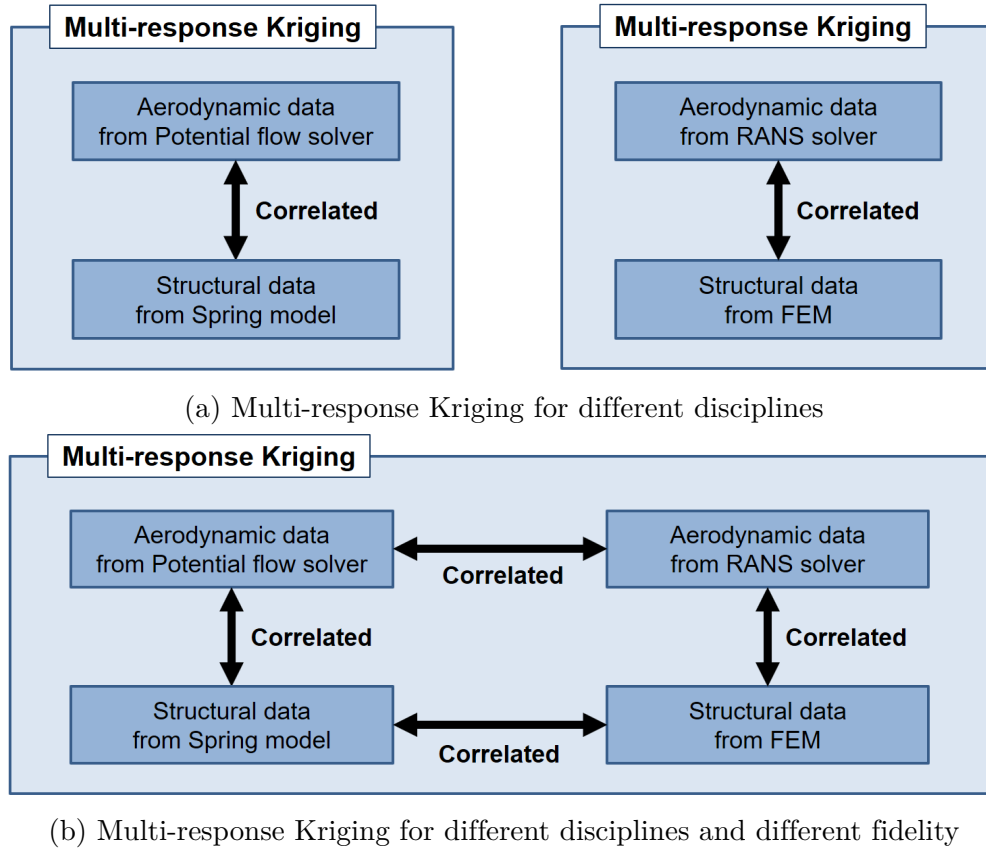 Multi-response Kriging
Aerodynamic data
from Potential flow solver
Correlated
Structural data
from Spring model
Multi-response Kriging
Aerodynamic data
from RANS solver
Correlated
Structural data
from FEM
(a) Multi-response Kriging for different disciplines
Multi-response Kriging
Aerodynamic data
from Potential flow solver
Correlated
Aerodynamic data
from RANS solver
Correlated
Correlated
Structural data
from Spring model
Correlated
Structural data
from FEM
(b) Multi-response Kriging for different disciplines and different fidelity